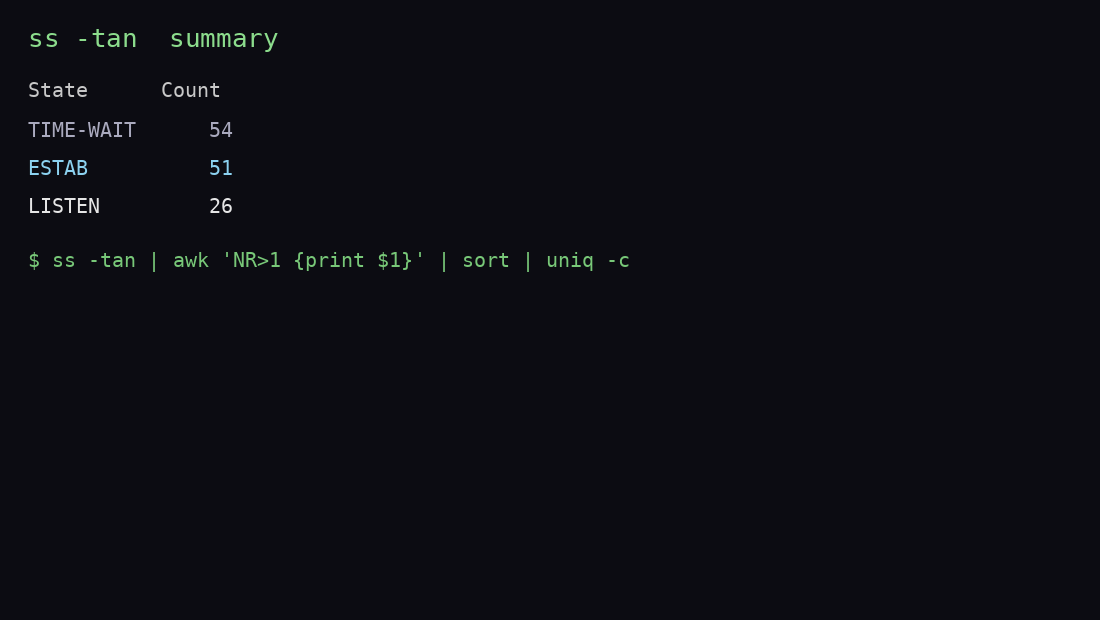 ss -tan  summary
State      Count
TIME-WAIT      54
ESTAB          51
LISTEN         26
$ ss -tan | awk 'NR>1 {print $1}' | sort | uniq -c